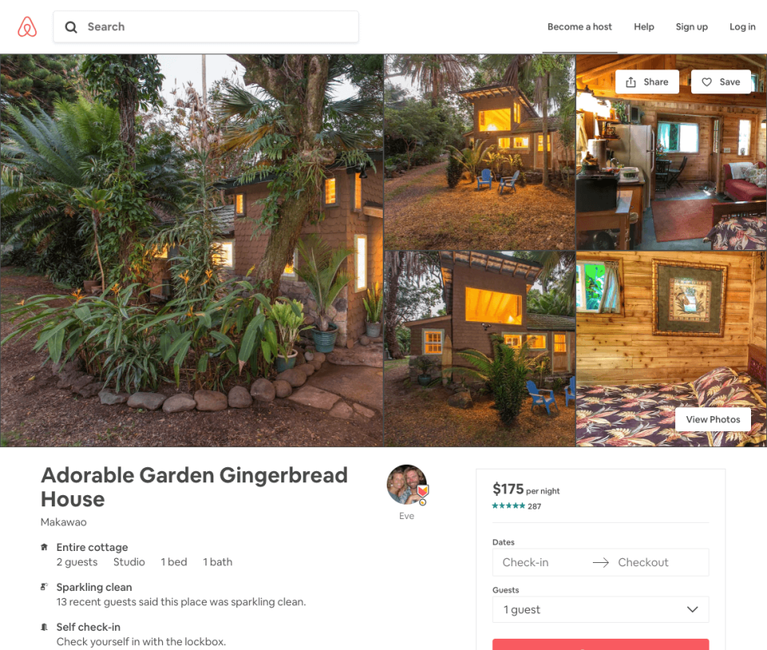 Search
Become a host
Help
Sign up
Log in
Share
Save
View Photos
Adorable Garden Gingerbread
House
Makawao
Eve
Entire cottage
2 guests Studio 1 bed 1 bath
Sparkling clean
13 recent guests said this place was sparkling clean.
Self check-in
Check yourself in with the lockbox.
$175 per night
287
Dates
Check-in
Checkout
Guests
1 guest